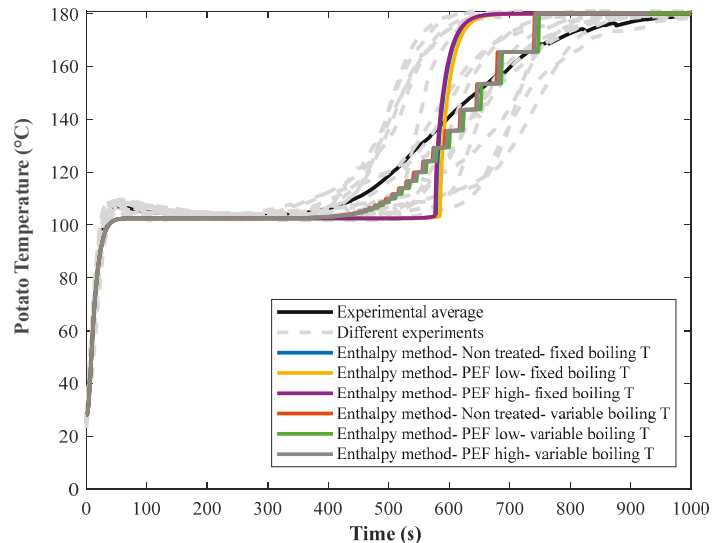 180
160
140
120
100
80
60
40
20
0
Potato Temperature (°C)
Experimental average
Different experiments
Enthalpy method- Non treated- fixed boiling T
Enthalpy method- PEF low- fixed boiling T
Enthalpy method- PEF high- fixed boiling T
Enthalpy method- Non treated- variable boiling T
Enthalpy method- PEF low- variable boiling T
Enthalpy method- PEF high- variable boiling T
0 100 200 300 400 500 600 700 800 900 1000
Time (s)